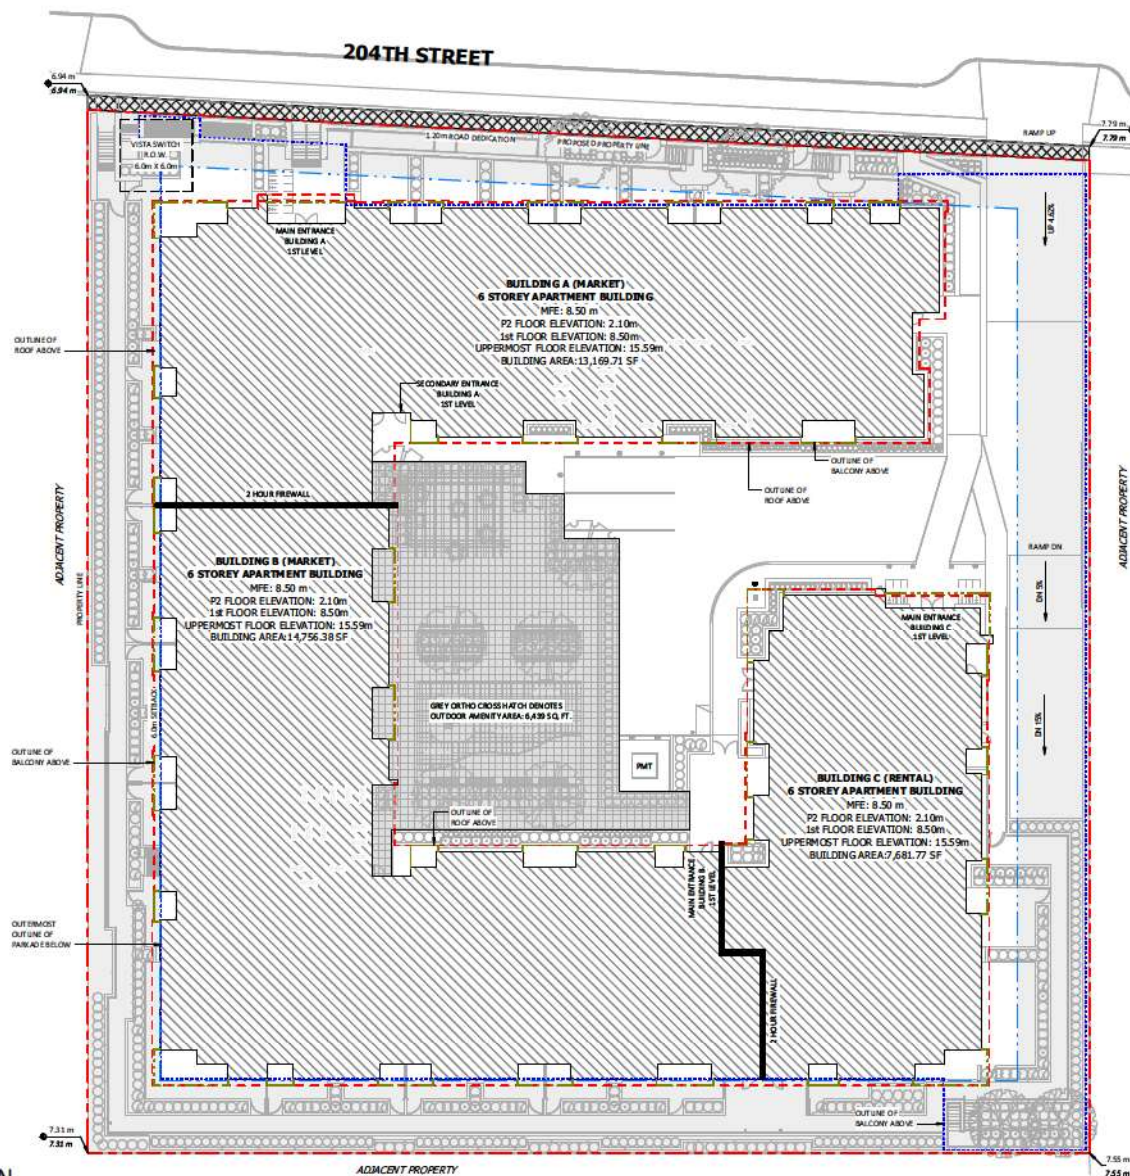 204TH STREET
6.94 m
6.94 m
7.79 m
7.79 m
RAMP UP
1.20m ROAD DEDICATION
PROPOSED PROPERTY LINE
VISTA SWITCH
R.O.W.
6.0m X 6.0m
UP 4.62%
MAIN ENTRANCE
BUILDING A
1ST LEVEL
BUILDING A (MARKET)
6 STOREY APARTMENT BUILDING
MFE: 8.50 m
P2 FLOOR ELEVATION: 2.10m
1st FLOOR ELEVATION: 8.50m
UPPERMOST FLOOR ELEVATION: 15.59m
BUILDING AREA:13,169.71 SF
OUTLINE OF
ROOF ABOVE
SECONDARY ENTRANCE
BUILDING A
1ST LEVEL
OUTLINE OF
BALCONY ABOVE
OUTLINE OF
ROOF ABOVE
2 HOUR FIREWALL
ADJACENT PROPERTY
PROPERTY LINE
ADJACENT PROPERTY
BUILDING B (MARKET)
6 STOREY APARTMENT BUILDING
MFE: 8.50 m
P2 FLOOR ELEVATION: 2.10m
1st FLOOR ELEVATION: 8.50m
UPPERMOST FLOOR ELEVATION: 15.59m
BUILDING AREA:14,756.38 SF
RAMP DN
DN 5%
MAIN ENTRANCE
BUILDING C
1ST LEVEL
6.0m SETBACK
GREY ORTHO CROSSHATCH DENOTES
OUTDOOR AMENITY AREA: 6,439 SQ. FT.
DN 15%
OUTLINE OF
BALCONY ABOVE
PMT
BUILDING C (RENTAL)
6 STOREY APARTMENT BUILDING
MFE: 8.50 m
P2 FLOOR ELEVATION: 2.10m
1st FLOOR ELEVATION: 8.50m
UPPERMOST FLOOR ELEVATION: 15.59m
BUILDING AREA:7,681.77 SF
OUTLINE OF
ROOF ABOVE
MAIN ENTRANCE
BUILDING B
1ST LEVEL
OUTERMOST
OUTLINE OF
PARKADE BELOW
2 HOUR FIREWALL
OUTLINE OF
BALCONY ABOVE
7.31 m
7.31 m
7.55 m
7.55 m
ADJACENT PROPERTY